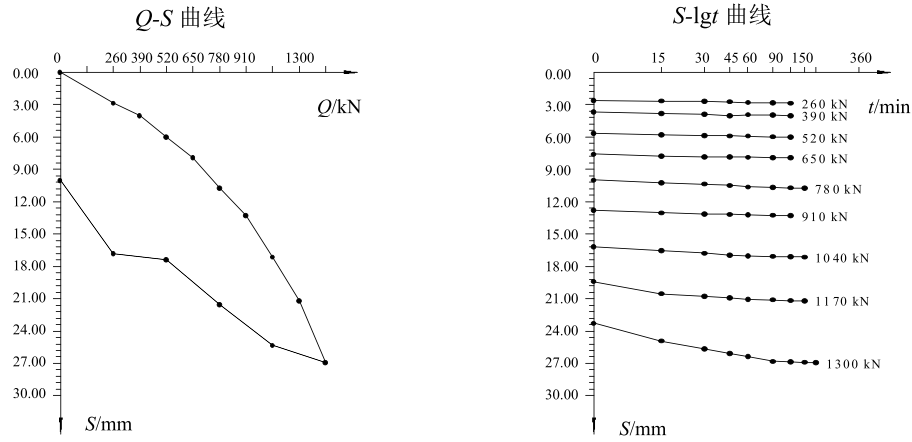 Q-S 曲线
0 260 390 520 650 780 910 1300
0.00
3.00
6.00
9.00
12.00
15.00
18.00
21.00
24.00
27.00
30.00
Q/kN
S/mm
S-lgt 曲线
0 15 30 45 60 90 150 360
0.00
3.00
6.00
9.00
12.00
15.00
18.00
21.00
24.00
27.00
30.00
t/min
260 kN
390 kN
520 kN
650 kN
780 kN
910 kN
1040 kN
1170 kN
1300 kN
S/mm